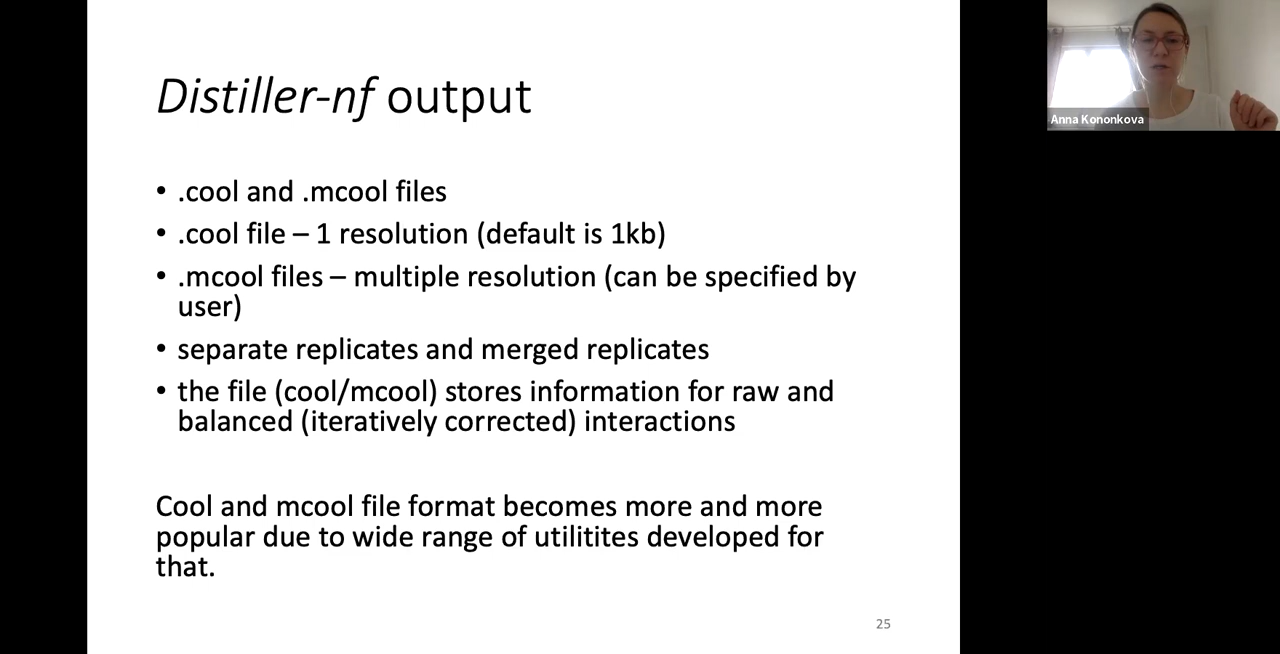 Distiller-nf output
• .cool and .mcool files
• .cool file – 1 resolution (default is 1kb)
• .mcool files – multiple resolution (can be specified by
user)
• separate replicates and merged replicates
• the file (cool/mcool) stores information for raw and
balanced (iteratively corrected) interactions
Cool and mcool file format becomes more and more
popular due to wide range of utilitites developed for
that.
25
Anna Kononkova